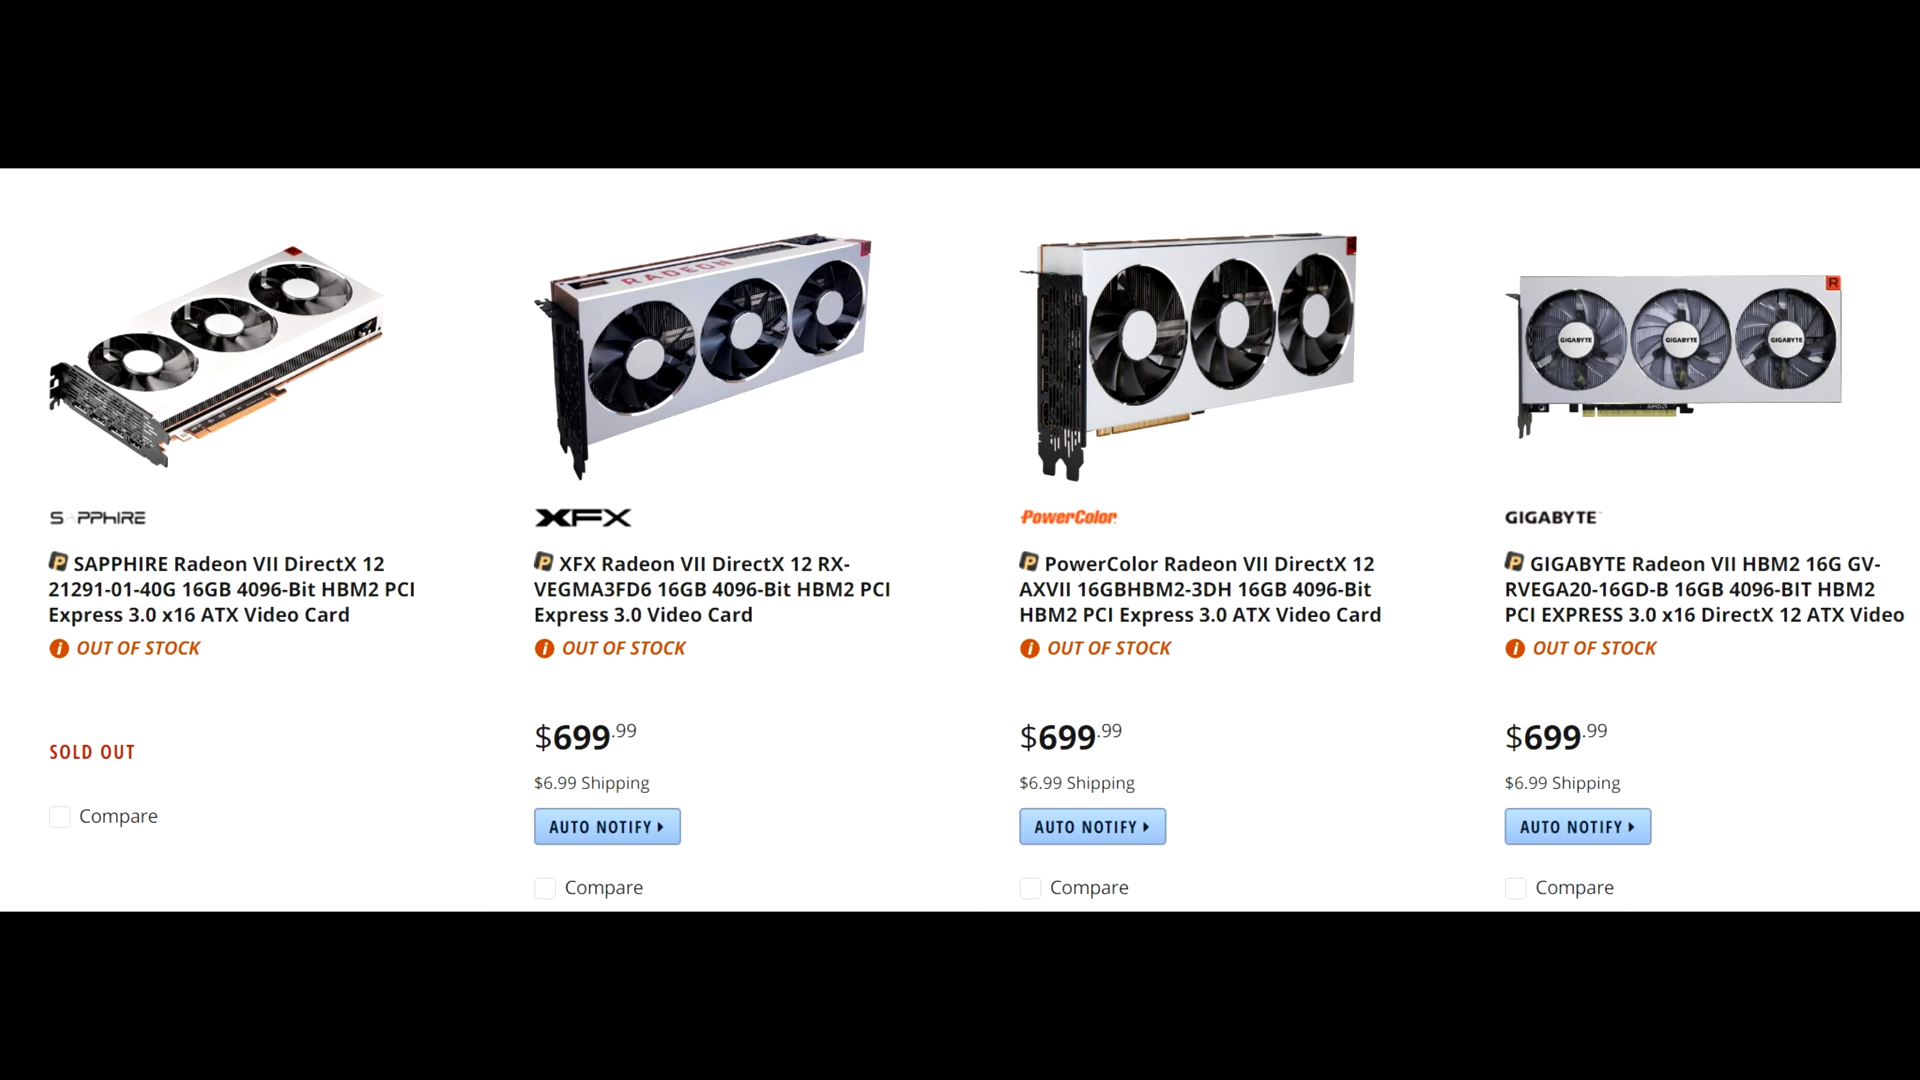 RADEON
R
GIGABYTE GIGABYTE GIGABYTE
AMD
SAPPHIRE
SAPPHIRE Radeon VII DirectX 12
21291-01-40G 16GB 4096-Bit HBM2 PCI
Express 3.0 x16 ATX Video Card
OUT OF STOCK
SOLD OUT
Compare
XFX
XFX Radeon VII DirectX 12 RX-
VEGMA3FD6 16GB 4096-Bit HBM2 PCI
Express 3.0 Video Card
OUT OF STOCK
$699.99
$6.99 Shipping
AUTO NOTIFY
Compare
PowerColor
PowerColor Radeon VII DirectX 12
AXVII 16GBHBM2-3DH 16GB 4096-Bit
HBM2 PCI Express 3.0 ATX Video Card
OUT OF STOCK
$699.99
$6.99 Shipping
AUTO NOTIFY
Compare
GIGABYTE
GIGABYTE Radeon VII HBM2 16G GV-
RVEGA20-16GD-B 16GB 4096-BIT HBM2
PCI EXPRESS 3.0 x16 DirectX 12 ATX Video
OUT OF STOCK
$699.99
$6.99 Shipping
AUTO NOTIFY
Compare